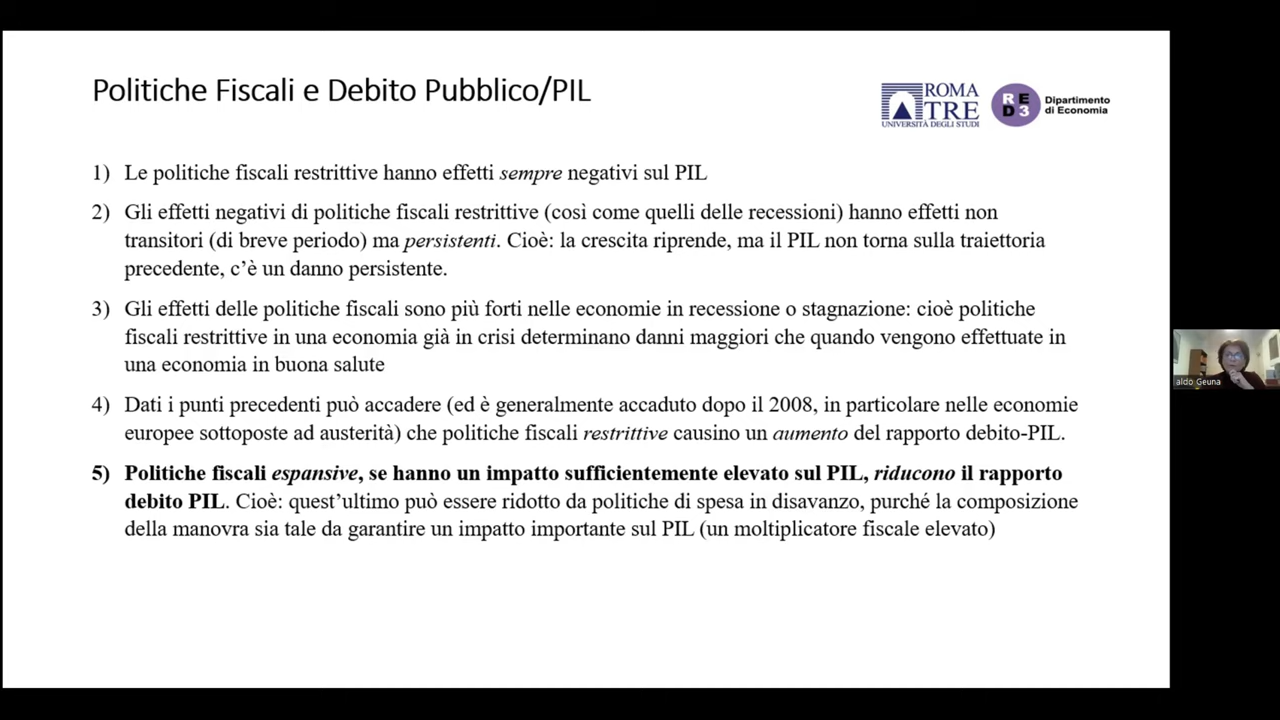 Politiche Fiscali e Debito Pubblico/PIL
ROMA
TRE
UNIVERSITÀ DEGLI STUDI
R E
D 3
Dipartimento
di Economia
1) Le politiche fiscali restrittive hanno effetti sempre negativi sul PIL
2) Gli effetti negativi di politiche fiscali restrittive (così come quelli delle recessioni) hanno effetti non
transitori (di breve periodo) ma persistenti. Cioè: la crescita riprende, ma il PIL non torna sulla traiettoria
precedente, c’è un danno persistente.
3) Gli effetti delle politiche fiscali sono più forti nelle economie in recessione o stagnazione: cioè politiche
fiscali restrittive in una economia già in crisi determinano danni maggiori che quando vengono effettuate in
una economia in buona salute
4) Dati i punti precedenti può accadere (ed è generalmente accaduto dopo il 2008, in particolare nelle economie
europee sottoposte ad austerità) che politiche fiscali restrittive causino un aumento del rapporto debito-PIL.
5) Politiche fiscali espansive, se hanno un impatto sufficientemente elevato sul PIL, riducono il rapporto
debito PIL. Cioè: quest’ultimo può essere ridotto da politiche di spesa in disavanzo, purché la composizione
della manovra sia tale da garantire un impatto importante sul PIL (un moltiplicatore fiscale elevato)
aldo Geuna